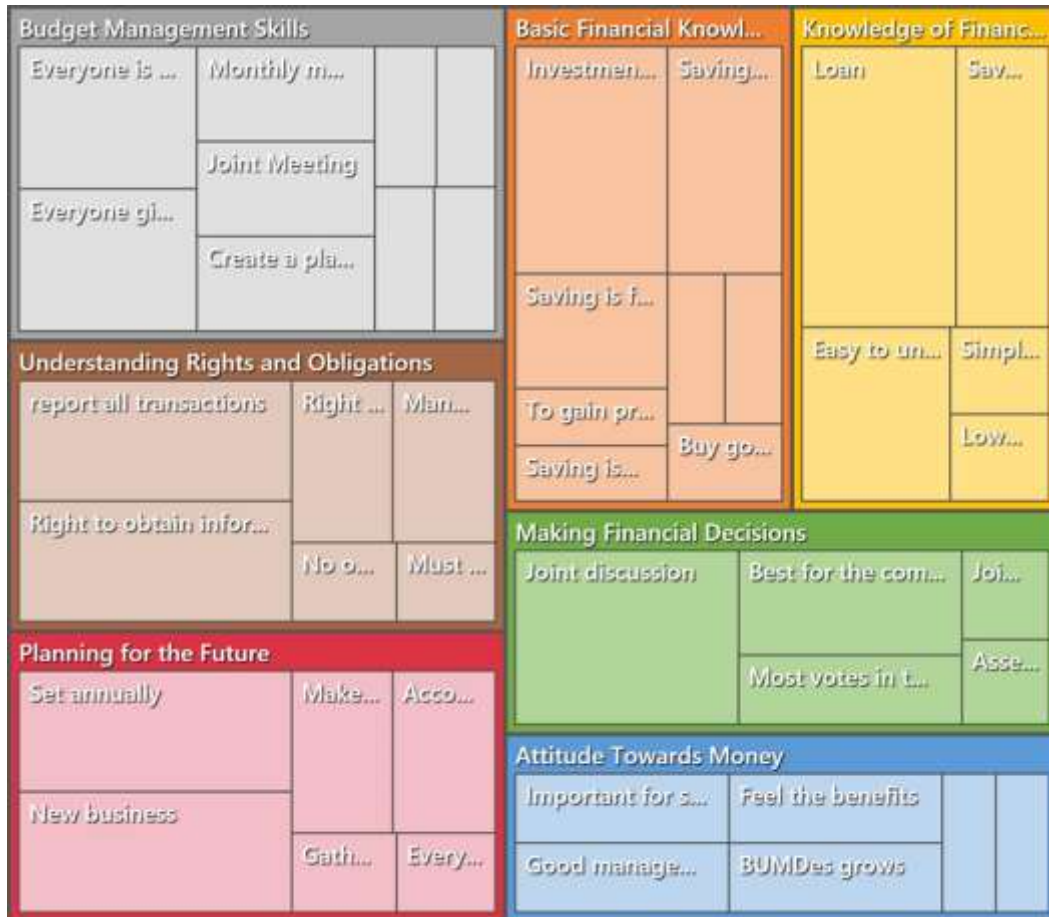 Budget Management Skills
Everyone is ...
Monthly m...
Joint Meeting
Everyone gi...
Create a pla...
Basic Financial Knowl...
Investmen...
Saving...
Saving is f...
To gain pr...
Saving is...
Buy go...
Knowledge of Financ...
Loan
Sav...
Easy to un...
Simpl...
Low...
Understanding Rights and Obligations
report all transactions
Right ...
Man...
Right to obtain infor...
No o...
Must ...
Making Financial Decisions
Joint discussion
Best for the com...
Joi...
Most votes in t...
Asse...
Planning for the Future
Set annually
Make...
Acco...
New business
Gath...
Every...
Attitude Towards Money
Important for s...
Feel the benefits
Good manage...
BUMDes grows